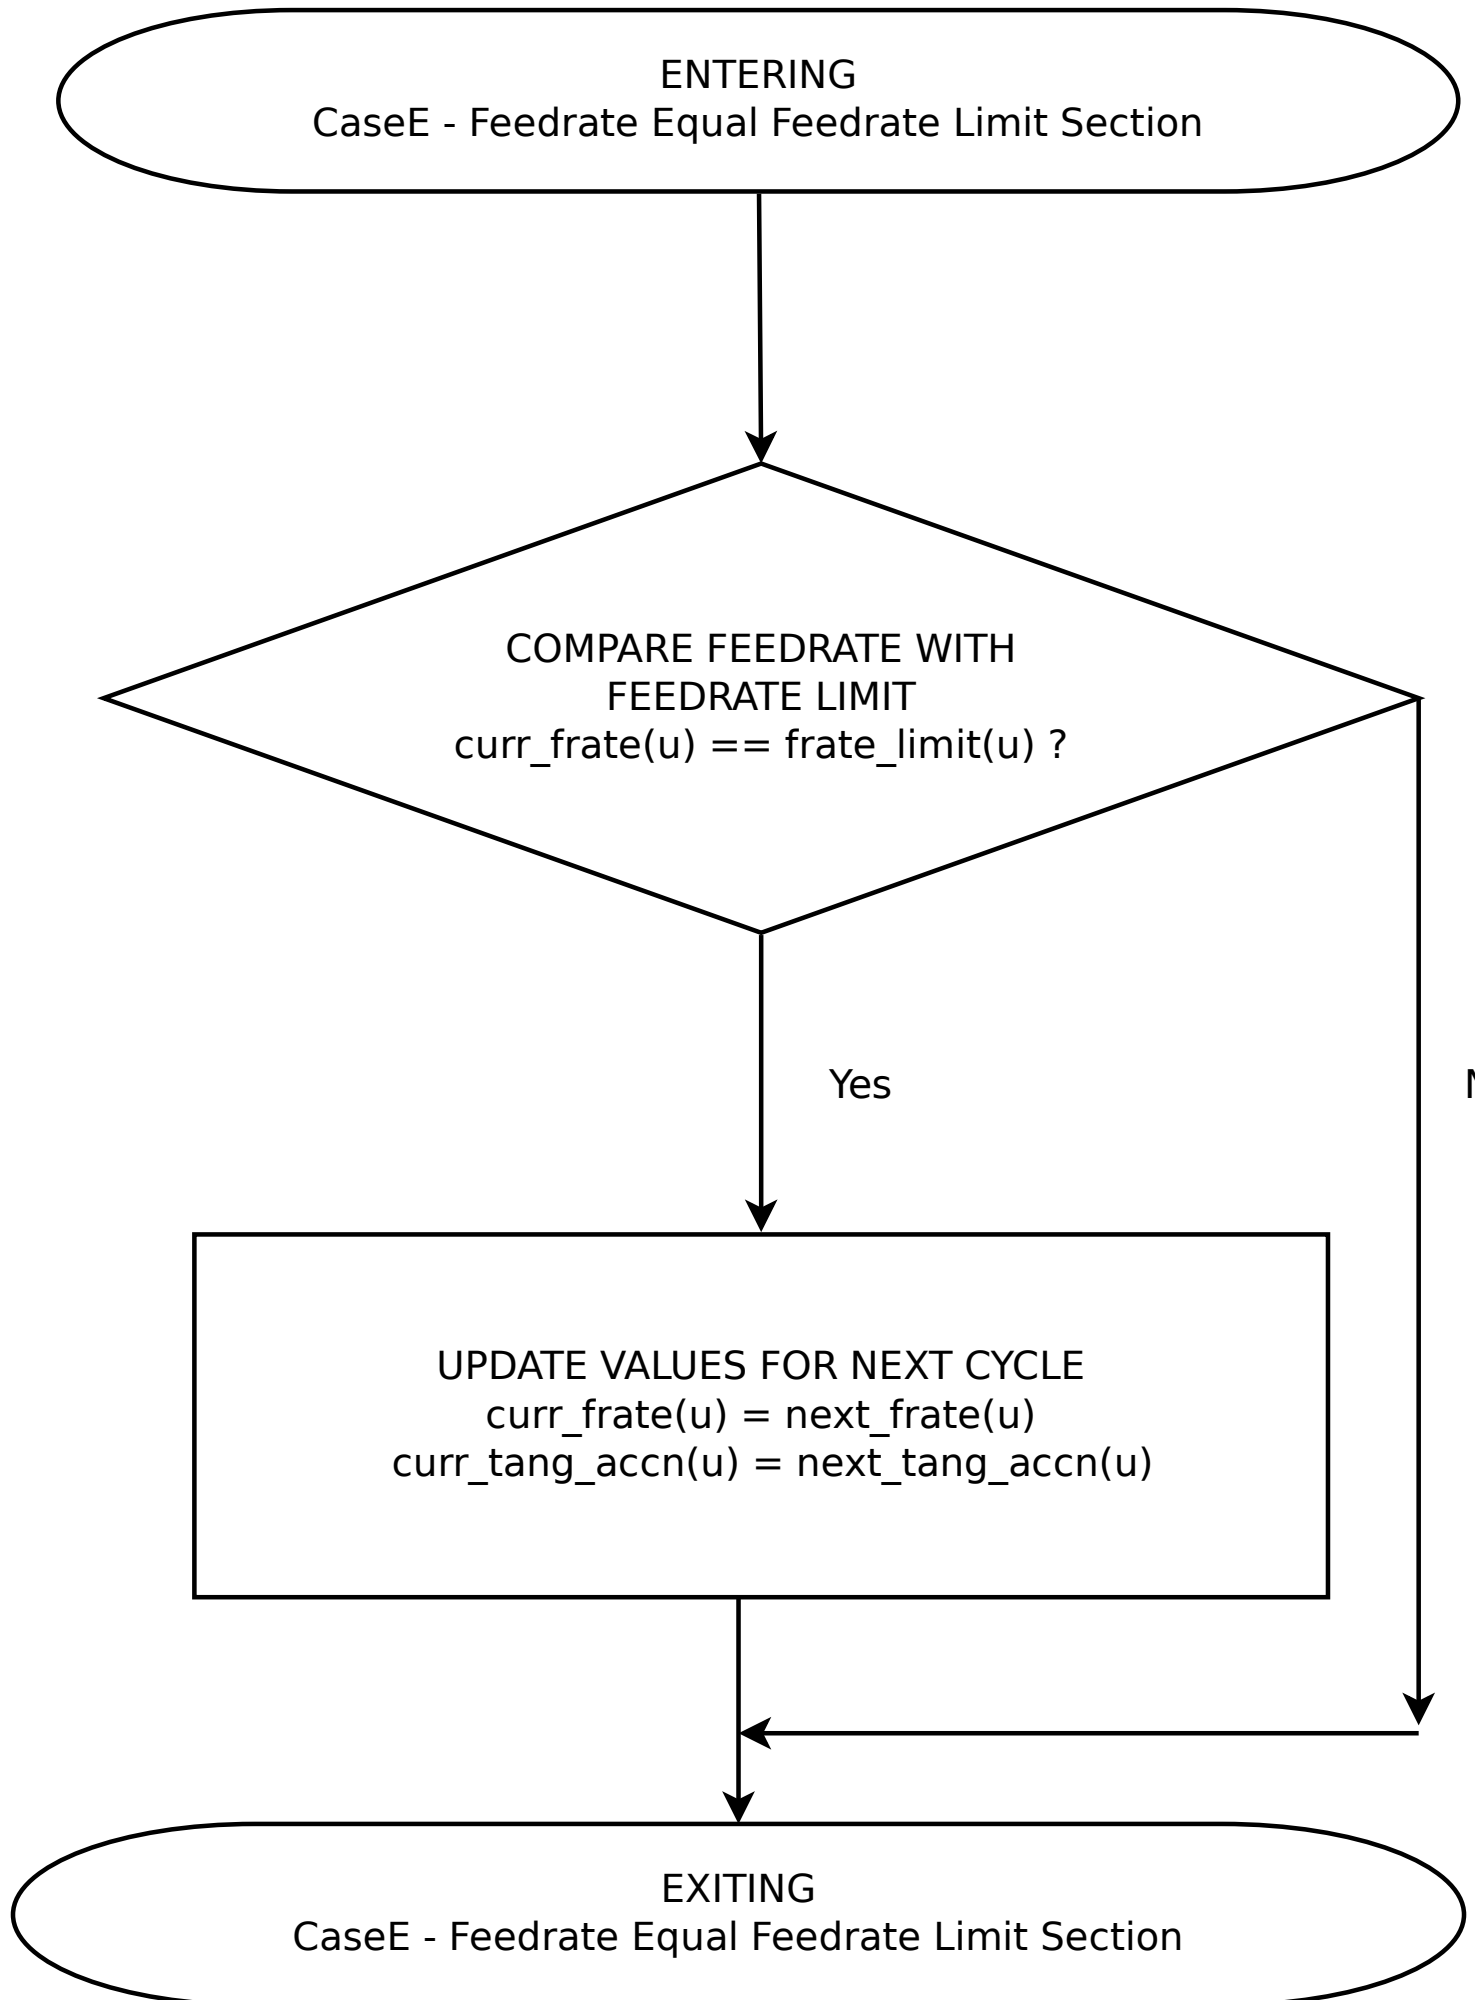 ENTERING
CaseE - Feedrate Equal Feedrate Limit Section
COMPARE FEEDRATE WITH
FEEDRATE LIMIT
curr_frate(u) == frate_limit(u) ?
Yes
UPDATE VALUES FOR NEXT CYCLE
curr_frate(u) = next_frate(u)
curr_tang_accn(u) = next_tang_accn(u)
EXITING
CaseE - Feedrate Equal Feedrate Limit Section